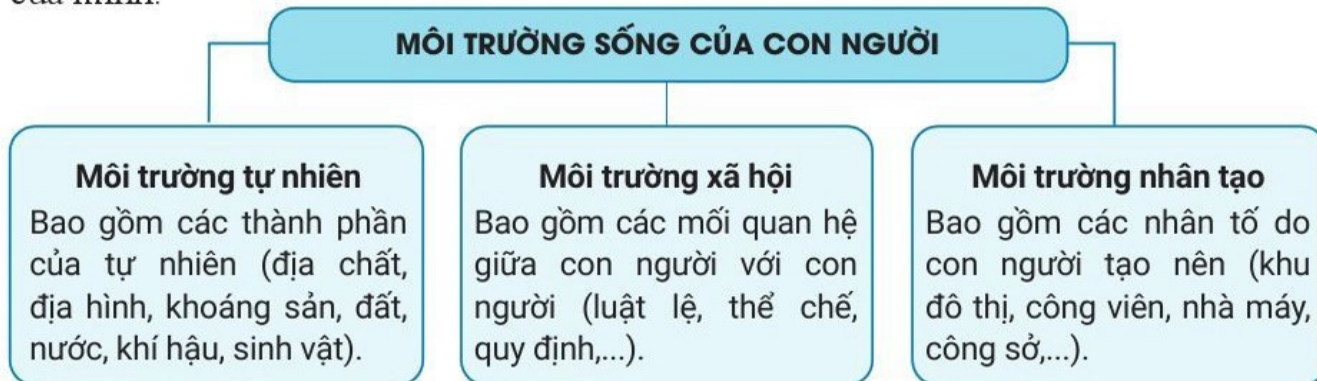 của mình.
MÔI TRƯỜNG SỐNG CỦA CON NGƯỜI
Môi trường tự nhiên
Bao gồm các thành phần
của tự nhiên (địa chất,
địa hình, khoáng sản, đất,
nước, khí hậu, sinh vật).
Môi trường xã hội
Bao gồm các mối quan hệ
giữa con người với con
người (luật lệ, thể chế,
quy định,...).
Môi trường nhân tạo
Bao gồm các nhân tố do
con người tạo nên (khu
đô thị, công viên, nhà máy,
công sở,...).